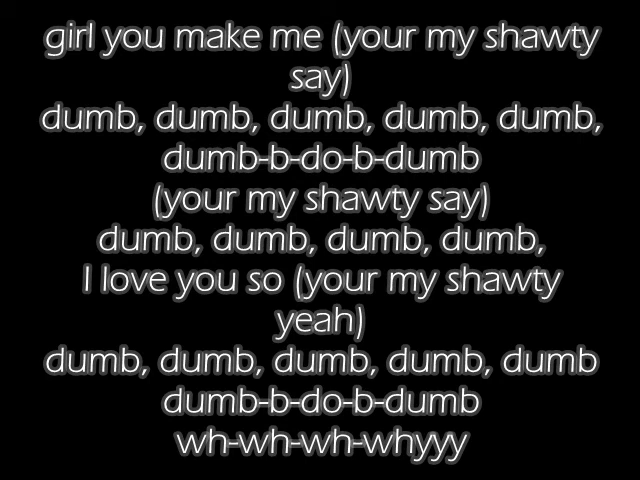 girl you make me (your my shawty
say)
dumb, dumb, dumb, dumb, dumb,
dumb-b-do-b-dumb
(your my shawty say)
dumb, dumb, dumb, dumb,
I love you so (your my shawty
yeah)
dumb, dumb, dumb, dumb, dumb
dumb-b-do-b-dumb
wh-wh-wh-whyyy